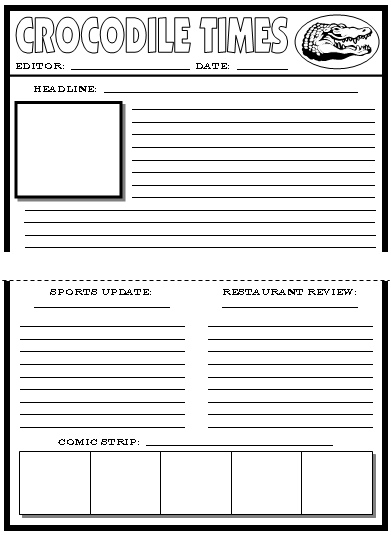 CROCODILE TIMES
EDITOR: DATE:
HEADLINE:
SPORTS UPDATE: RESTAURANT REVIEW:
COMIC STRIP: